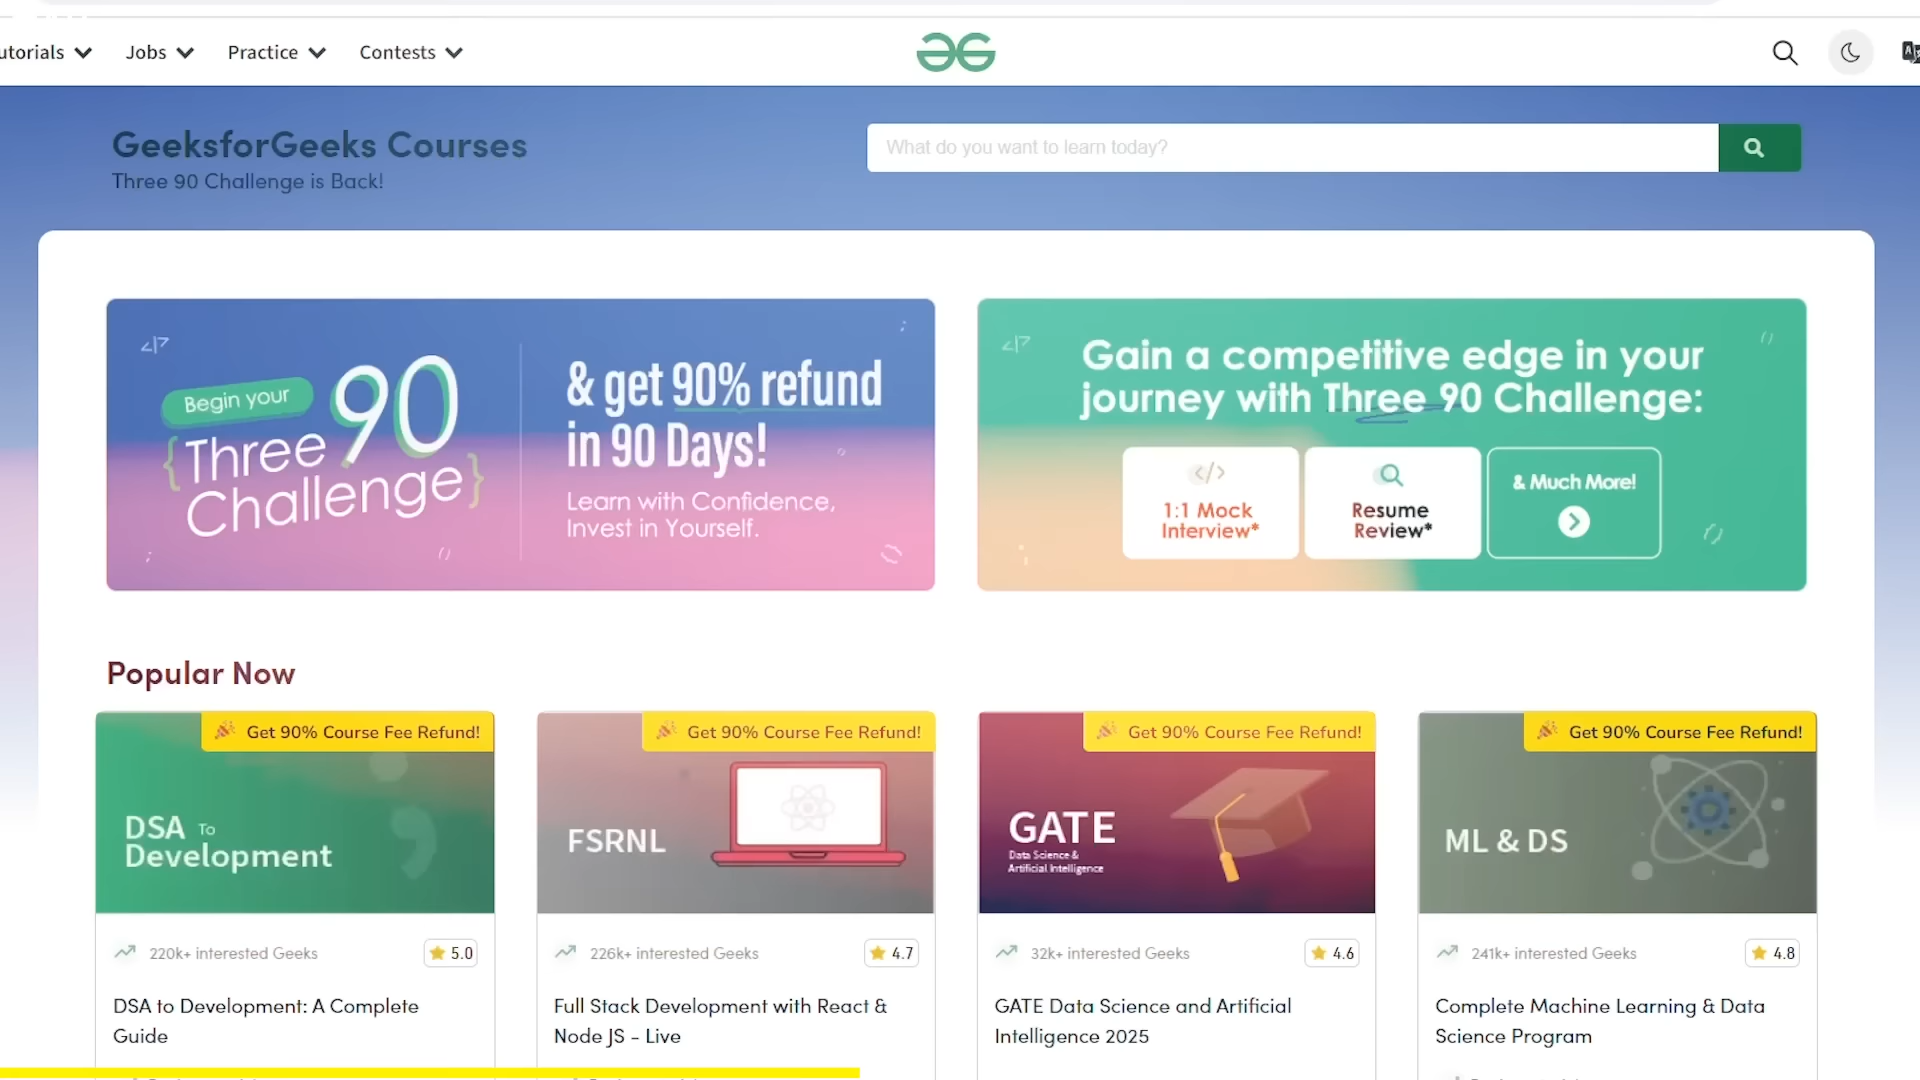 utorials Jobs Practice Contests
GeeksforGeeks Courses
Three 90 Challenge is Back!
What do you want to learn today?
Begin your
{Three 90
Challenge}
& get 90% refund
in 90 Days!
Learn with Confidence,
Invest in Yourself.
Gain a competitive edge in your
journey with Three 90 Challenge:
</>
1:1 Mock
Interview*
Resume
Review*
& Much More!
Popular Now
Get 90% Course Fee Refund!
DSA To
Development
220k+ interested Geeks 5.0
DSA to Development: A Complete
Guide
Get 90% Course Fee Refund!
FSRNL
226k+ interested Geeks 4.7
Full Stack Development with React &
Node JS - Live
Get 90% Course Fee Refund!
GATE
Data Science &
Artificial Intelligence
32k+ interested Geeks 4.6
GATE Data Science and Artificial
Intelligence 2025
Get 90% Course Fee Refund!
ML & DS
241k+ interested Geeks 4.8
Complete Machine Learning & Data
Science Program